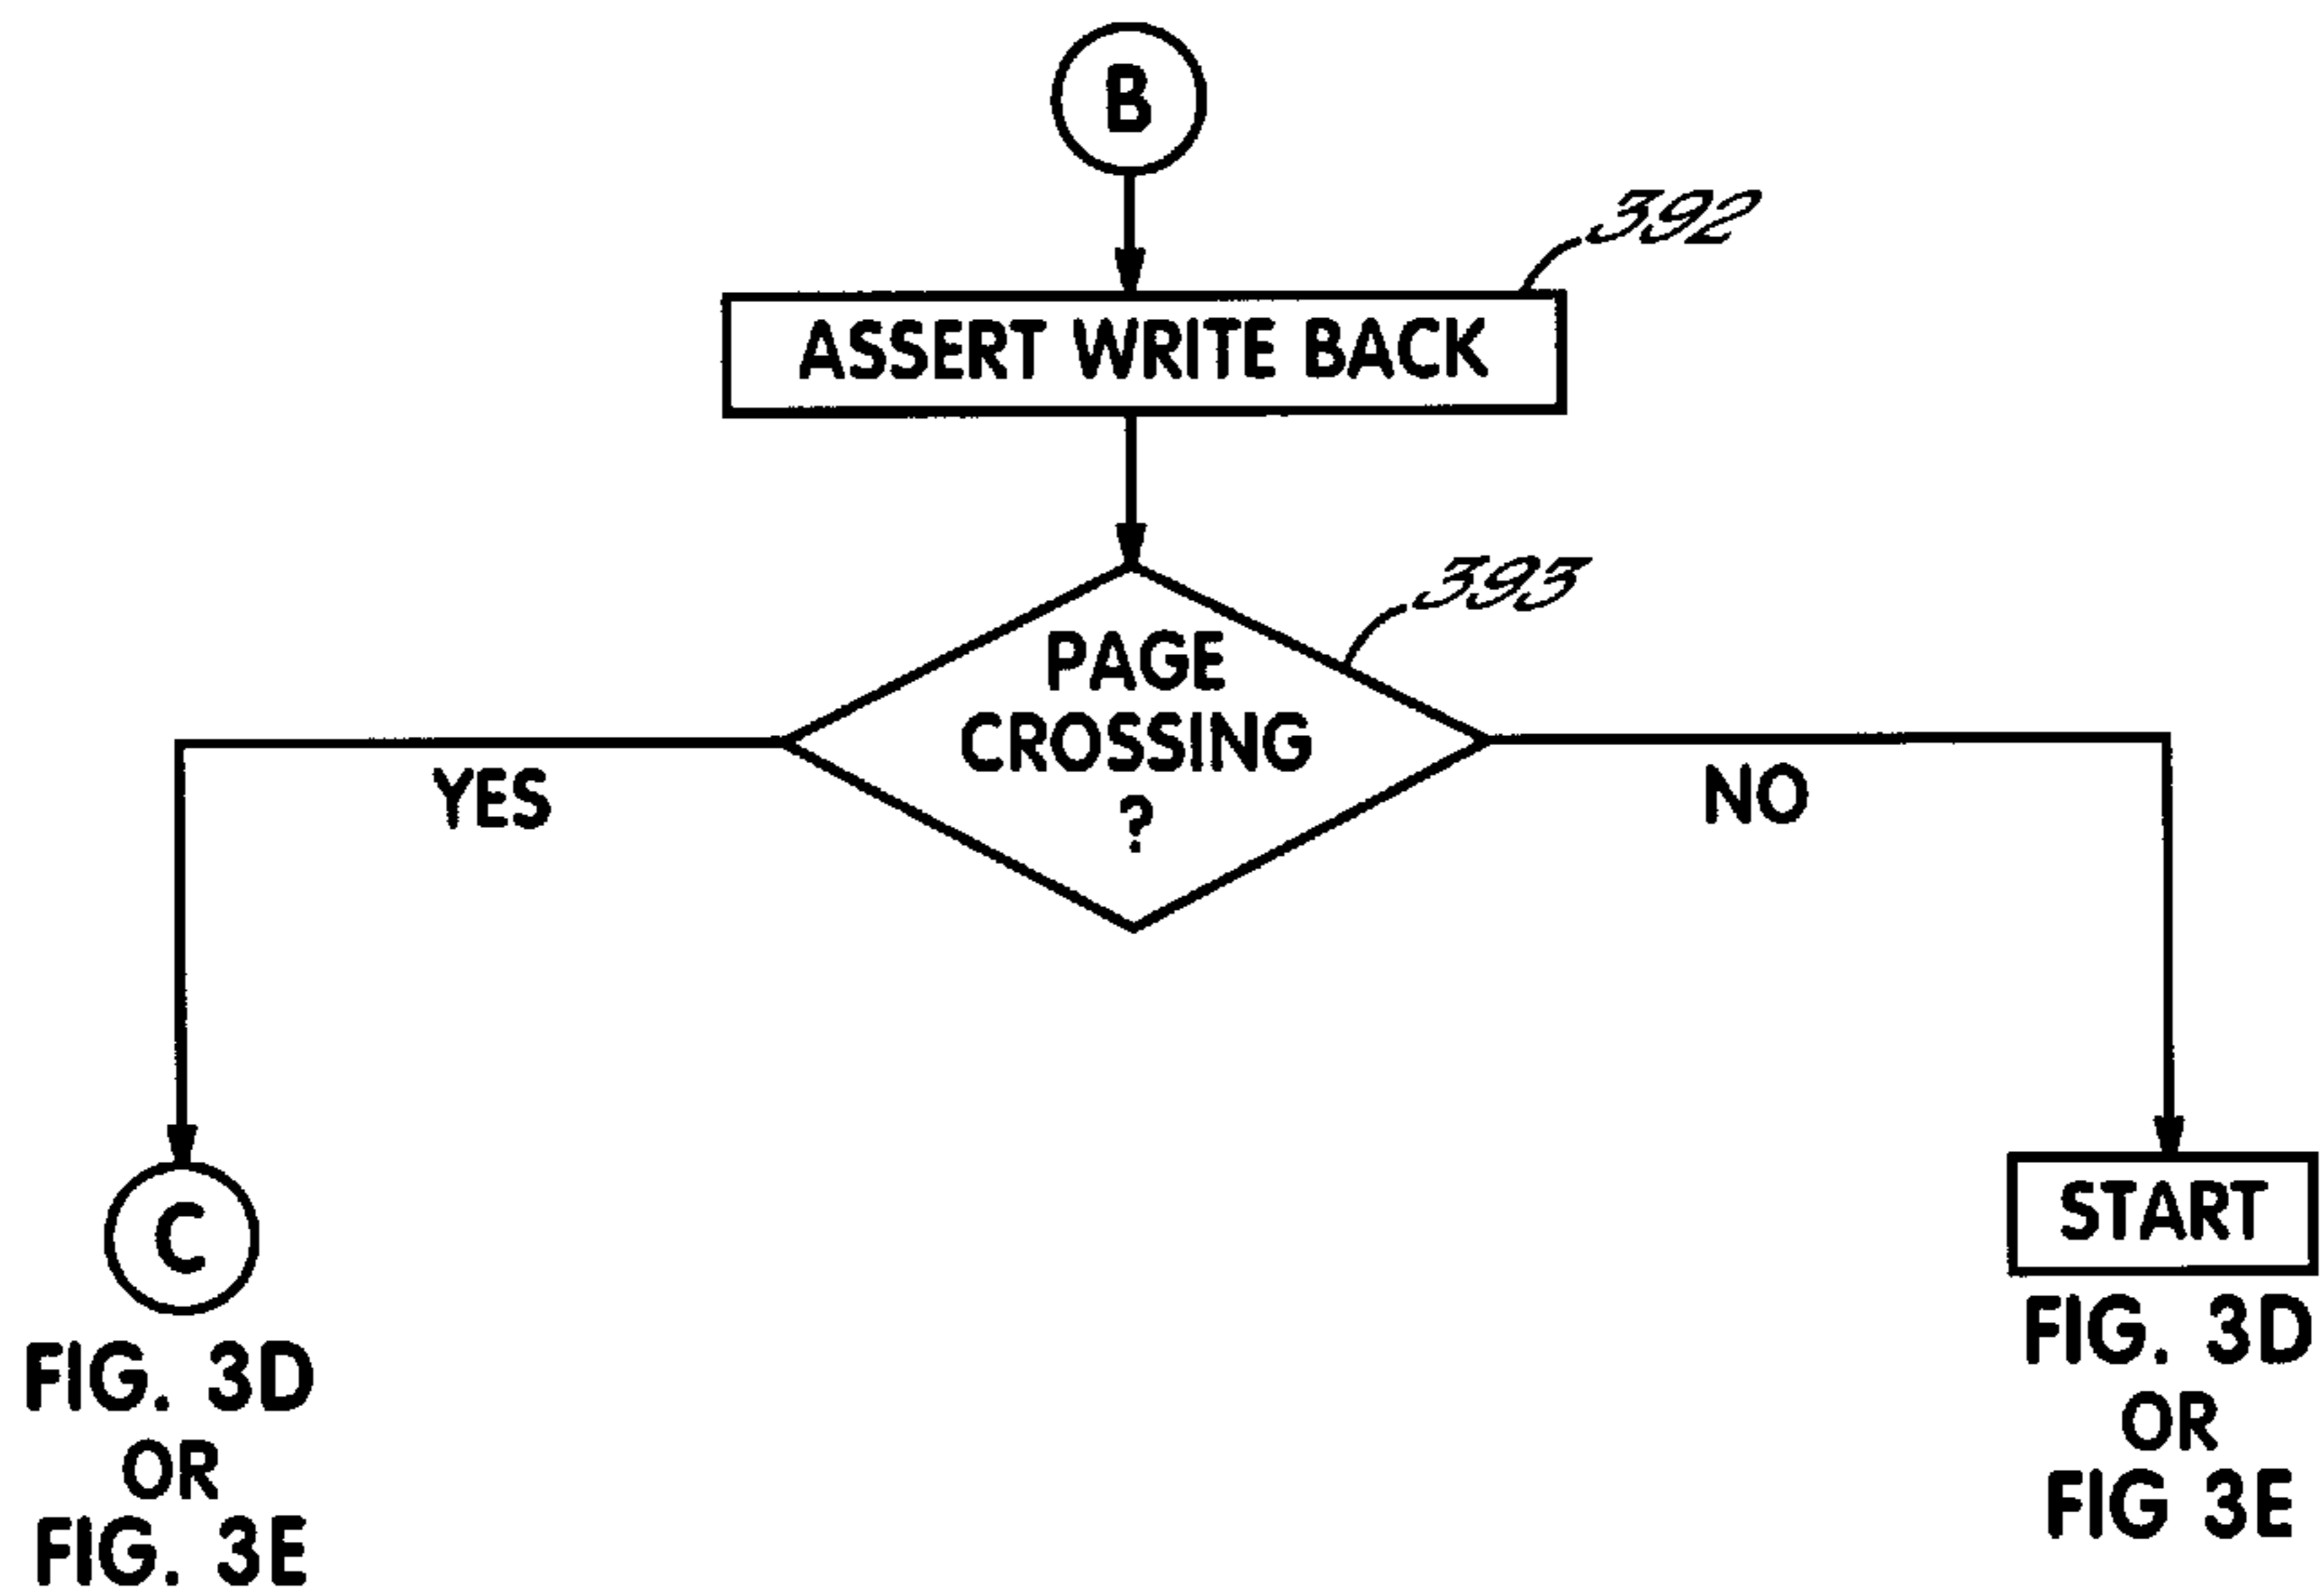 B
392
ASSERT WRITE BACK
393
PAGE
CROSSING
?
YES
NO
C
FIG. 3D
OR
FIG. 3E
START
FIG. 3D
OR
FIG 3E